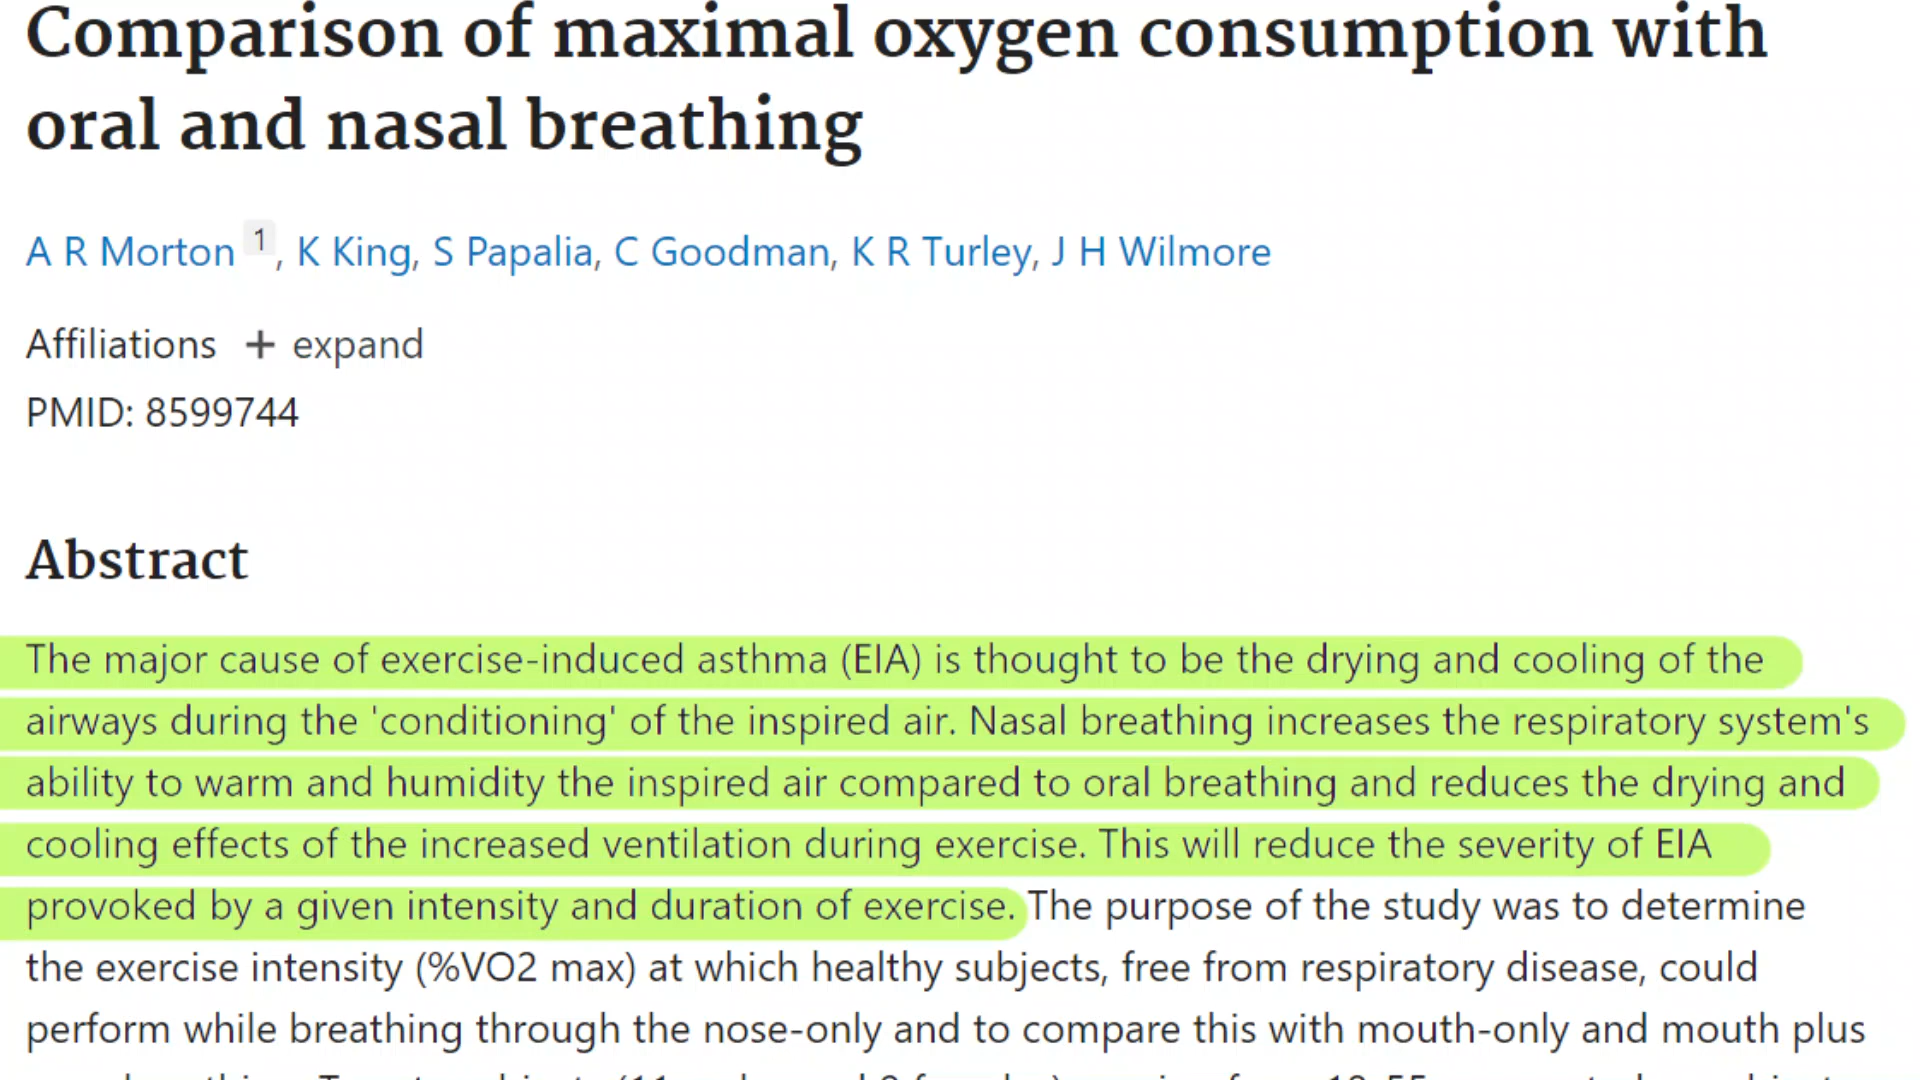 Comparison of maximal oxygen consumption with
oral and nasal breathing
A R Morton 1, K King, S Papalia, C Goodman, K R Turley, J H Wilmore
Affiliations + expand
PMID: 8599744
Abstract
The major cause of exercise-induced asthma (EIA) is thought to be the drying and cooling of the
airways during the 'conditioning' of the inspired air. Nasal breathing increases the respiratory system's
ability to warm and humidity the inspired air compared to oral breathing and reduces the drying and
cooling effects of the increased ventilation during exercise. This will reduce the severity of EIA
provoked by a given intensity and duration of exercise. The purpose of the study was to determine
the exercise intensity (%VO2 max) at which healthy subjects, free from respiratory disease, could
perform while breathing through the nose-only and to compare this with mouth-only and mouth plus